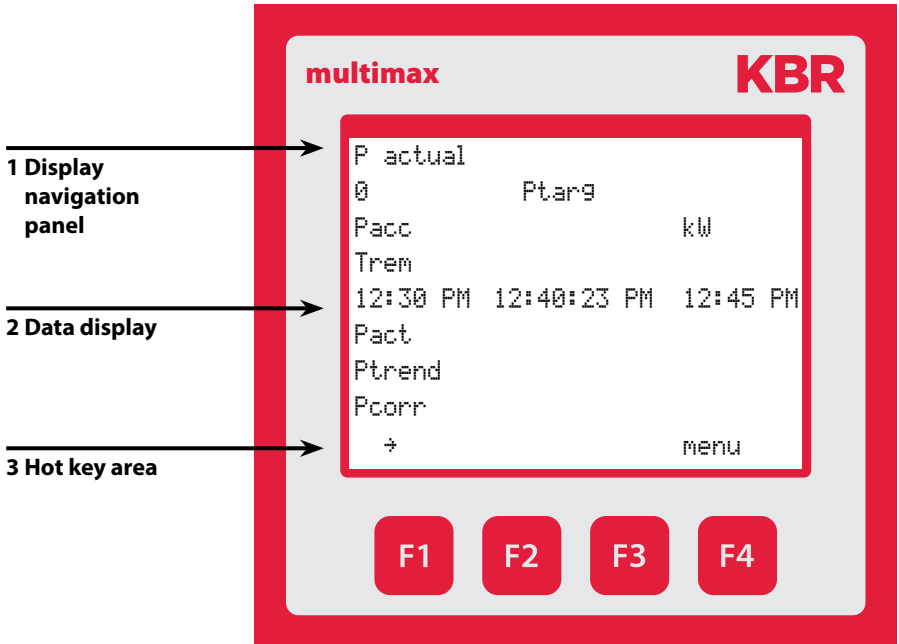 multimax KBR
1 Display
navigation
panel
P actual
0 Ptarg
Pacc kW
Trem
12:30 PM 12:40:23 PM 12:45 PM
2 Data display
Pact
Ptrend
Pcorr
3 Hot key area
→ menu
F1 F2 F3 F4